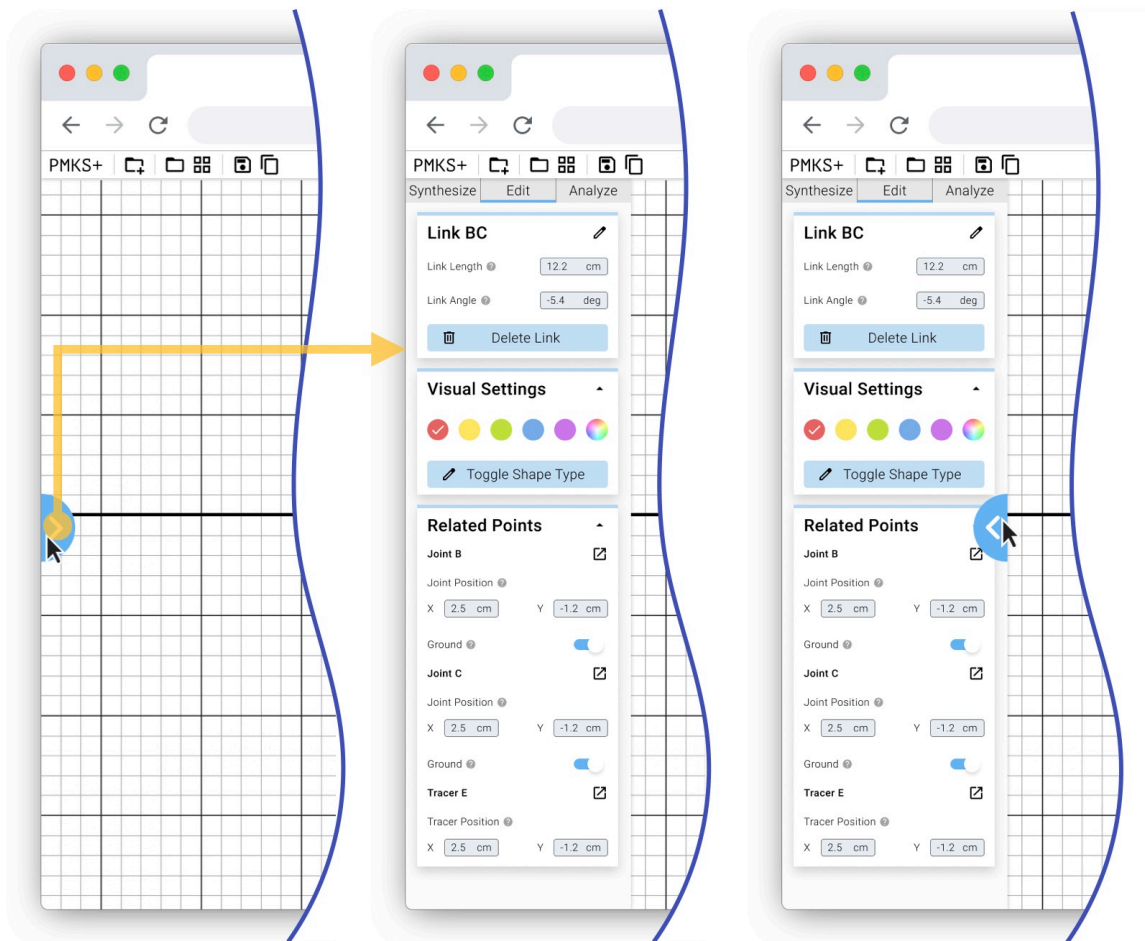 PMKS+
PMKS+
Synthesize Edit Analyze
Link BC
Link Length
12.2 cm
Link Angle
-5.4 deg
Delete Link
Visual Settings
Toggle Shape Type
Related Points
Joint B
Joint Position
X 2.5 cm Y -1.2 cm
Ground
Joint C
Joint Position
X 2.5 cm Y -1.2 cm
Ground
Tracer E
Tracer Position
X 2.5 cm Y -1.2 cm
PMKS+
Synthesize Edit Analyze
Link BC
Link Length
12.2 cm
Link Angle
-5.4 deg
Delete Link
Visual Settings
Toggle Shape Type
Related Points
Joint B
Joint Position
X 2.5 cm Y -1.2 cm
Ground
Joint C
Joint Position
X 2.5 cm Y -1.2 cm
Ground
Tracer E
Tracer Position
X 2.5 cm Y -1.2 cm